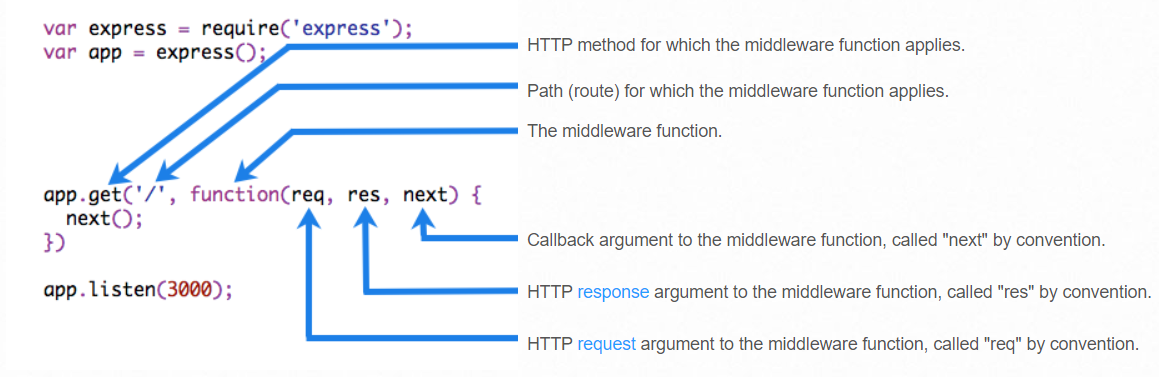 var express = require('express');
var app = express();
HTTP method for which the middleware function applies.
Path (route) for which the middleware function applies.
The middleware function.
app.get('/', function(req, res, next) {
next();
})
Callback argument to the middleware function, called "next" by convention.
app.listen(3000);
HTTP response argument to the middleware function, called "res" by convention.
HTTP request argument to the middleware function, called "req" by convention.